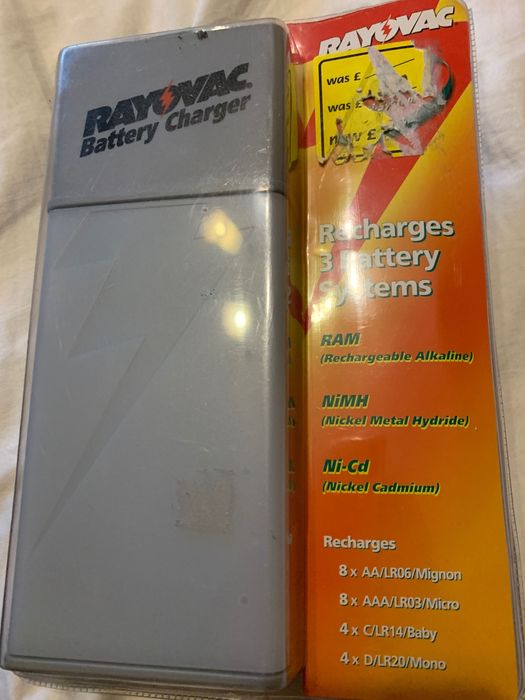 RAYOVAC
Battery Charger
RAYOVAC
was £
was £
now £
Recharges
3 Battery
Systems
RAM
(Rechargeable Alkaline)
NiMH
(Nickel Metal Hydride)
Ni-Cd
(Nickel Cadmium)
Recharges
8 x AA/LR06/Mignon
8 x AAA/LR03/Micro
4 x C/LR14/Baby
4 x D/LR20/Mono